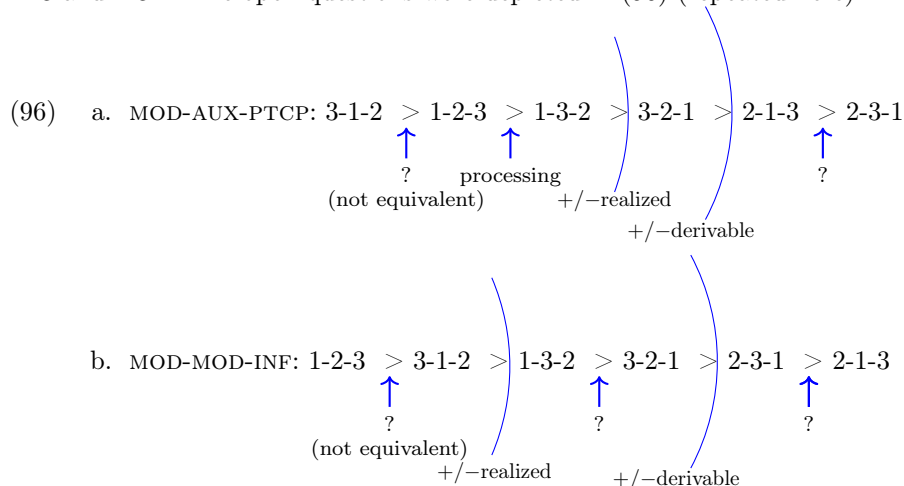 (96) a. MOD-AUX-PTCP: 3-1-2 > 1-2-3 > 1-3-2 > 3-2-1 > 2-1-3 > 2-3-1
? processing ?
(not equivalent) +/−realized
+/−derivable
b. MOD-MOD-INF: 1-2-3 > 3-1-2 > 1-3-2 > 3-2-1 > 2-3-1 > 2-1-3
? ? ?
(not equivalent)
+/−realized +/−derivable